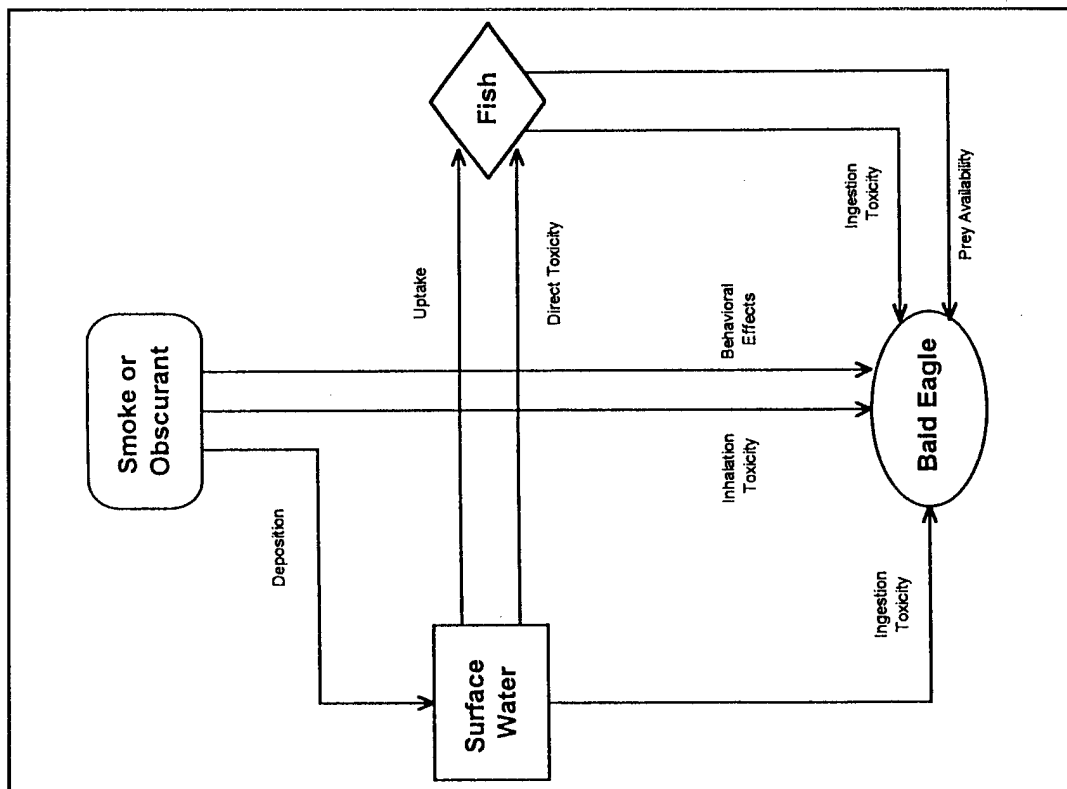 Smoke or
Obscurant
Deposition
Uptake
Fish
Direct Toxicity
Surface
Water
Inhalation
Toxicity
Behavioral
Effects
Ingestion
Toxicity
Prey Availability
Ingestion
Toxicity
Bald Eagle